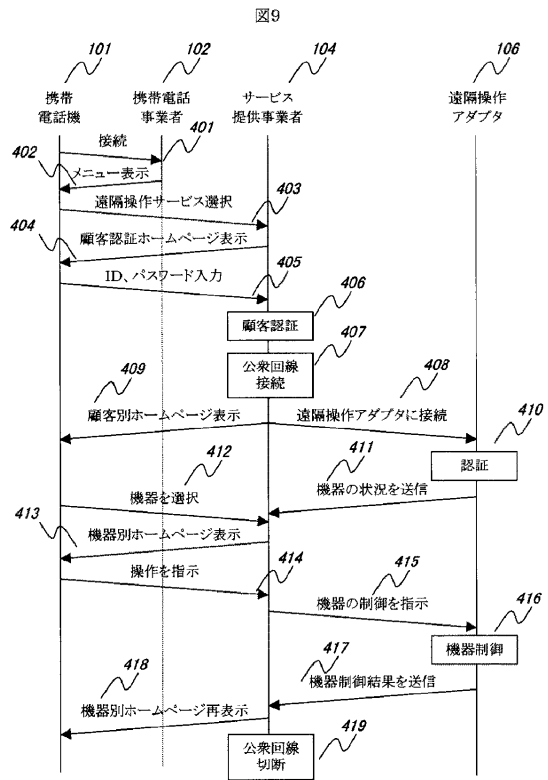 図9
101
102
104
106
携帯
電話機
携帯電話
事業者
サービス
提供事業者
遠隔操作
アダプタ
接続
401
402
メニュー表示
遠隔操作サービス選択
403
404
顧客認証ホームページ表示
ID、パスワード入力
405
406
顧客認証
407
公衆回線
接続
409
408
顧客別ホームページ表示
遠隔操作アダプタに接続
410
認証
412
411
機器の状況を送信
機器を選択
413
機器別ホームページ表示
操作を指示
414
415
機器の制御を指示
416
機器制御
417
機器制御結果を送信
418
機器別ホームページ再表示
公衆回線
切断
419